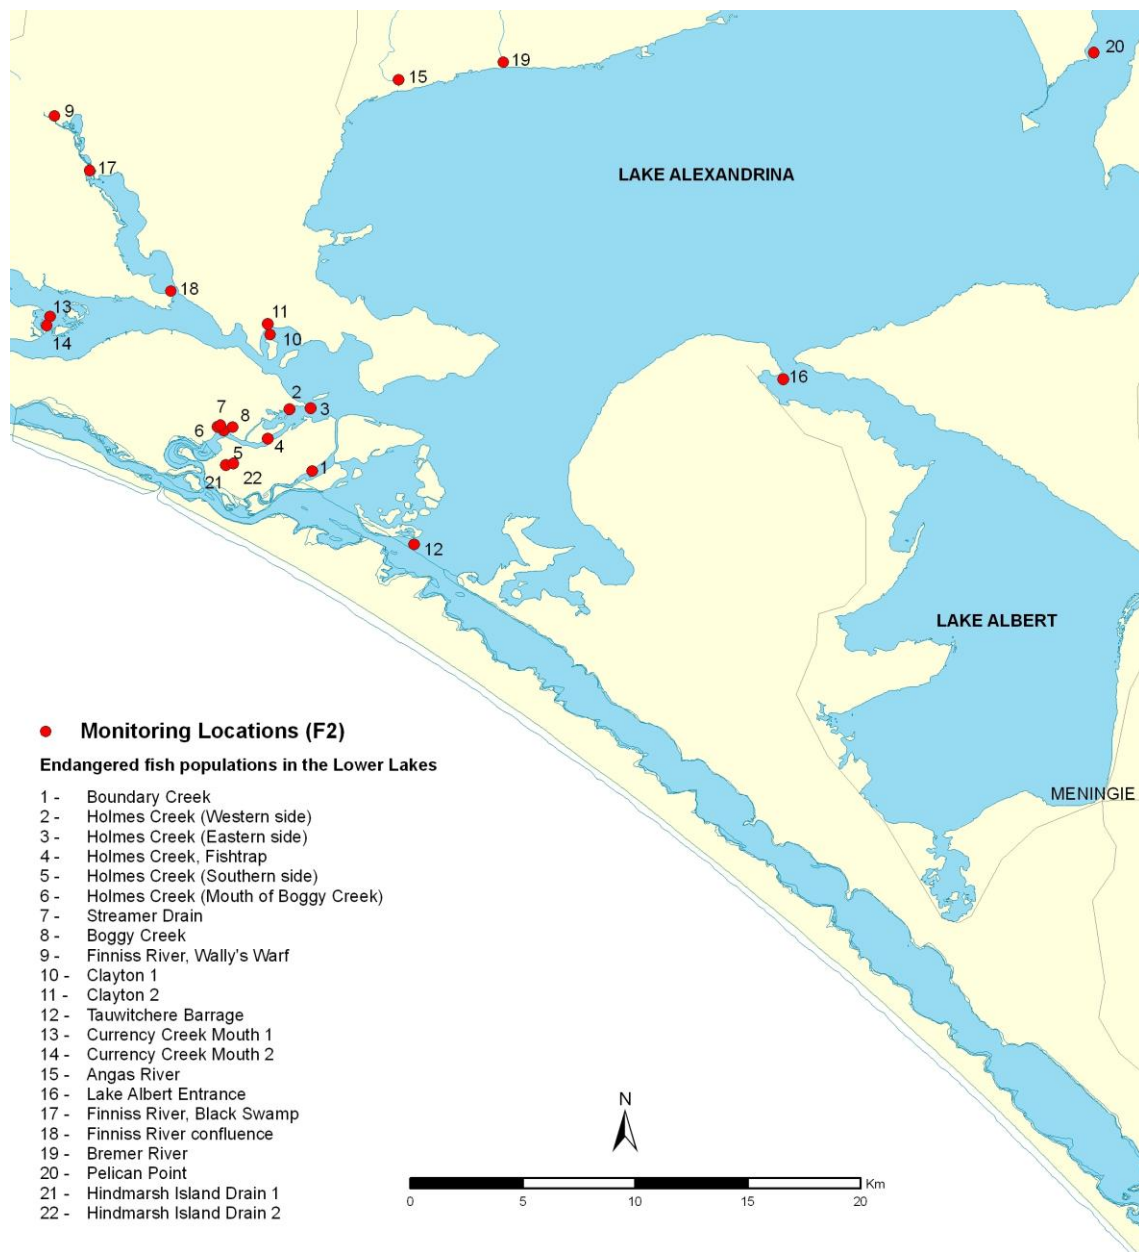 20
19
15
9
17
LAKE ALEXANDRINA
18
13
14
11
10
16
2
3
7
8
6
4
5
22
21
1
12
LAKE ALBERT
MENINGIE
Monitoring Locations (F2)
Endangered fish populations in the Lower Lakes
1 - Boundary Creek
2 - Holmes Creek (Western side)
3 - Holmes Creek (Eastern side)
4 - Holmes Creek, Fishtrap
5 - Holmes Creek (Southern side)
6 - Holmes Creek (Mouth of Boggy Creek)
7 - Streamer Drain
8 - Boggy Creek
9 - Finniss River, Wally's Warf
10 - Clayton 1
11 - Clayton 2
12 - Tauwitchere Barrage
13 - Currency Creek Mouth 1
14 - Currency Creek Mouth 2
15 - Angas River
16 - Lake Albert Entrance
17 - Finniss River, Black Swamp
18 - Finniss River confluence
19 - Bremer River
20 - Pelican Point
21 - Hindmarsh Island Drain 1
22 - Hindmarsh Island Drain 2
N
Km
0 5 10 15 20